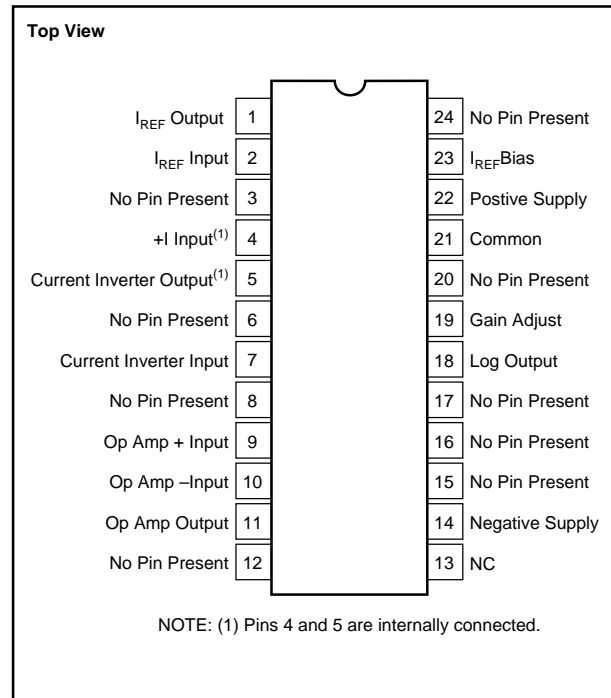 Top View
I_REF Output 1
I_REF Input 2
No Pin Present 3
+I Input(1) 4
Current Inverter Output(1) 5
No Pin Present 6
Current Inverter Input 7
No Pin Present 8
Op Amp + Input 9
Op Amp –Input 10
Op Amp Output 11
No Pin Present 12
24 No Pin Present
23 I_REFBias
22 Postive Supply
21 Common
20 No Pin Present
19 Gain Adjust
18 Log Output
17 No Pin Present
16 No Pin Present
15 No Pin Present
14 Negative Supply
13 NC
NOTE: (1) Pins 4 and 5 are internally connected.